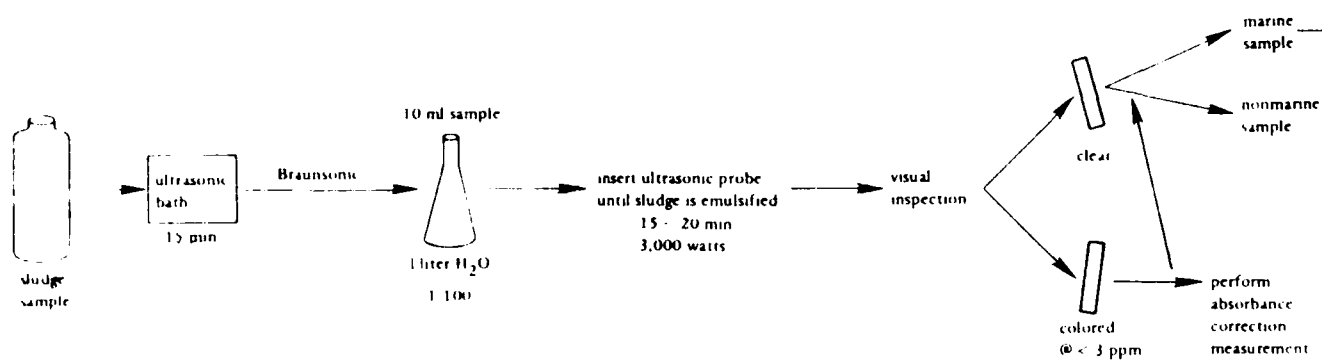 sludge
sample
ultrasonic
bath
15 min
Braunsonic
10 ml sample
1 liter H₂O
1 100
insert ultrasonic probe
until sludge is emulsified
15 - 20 min
3,000 watts
visual
inspection
clear
colored
@ < 3 ppm
marine
sample
nonmarine
sample
perform
absorbance
correction
measurement